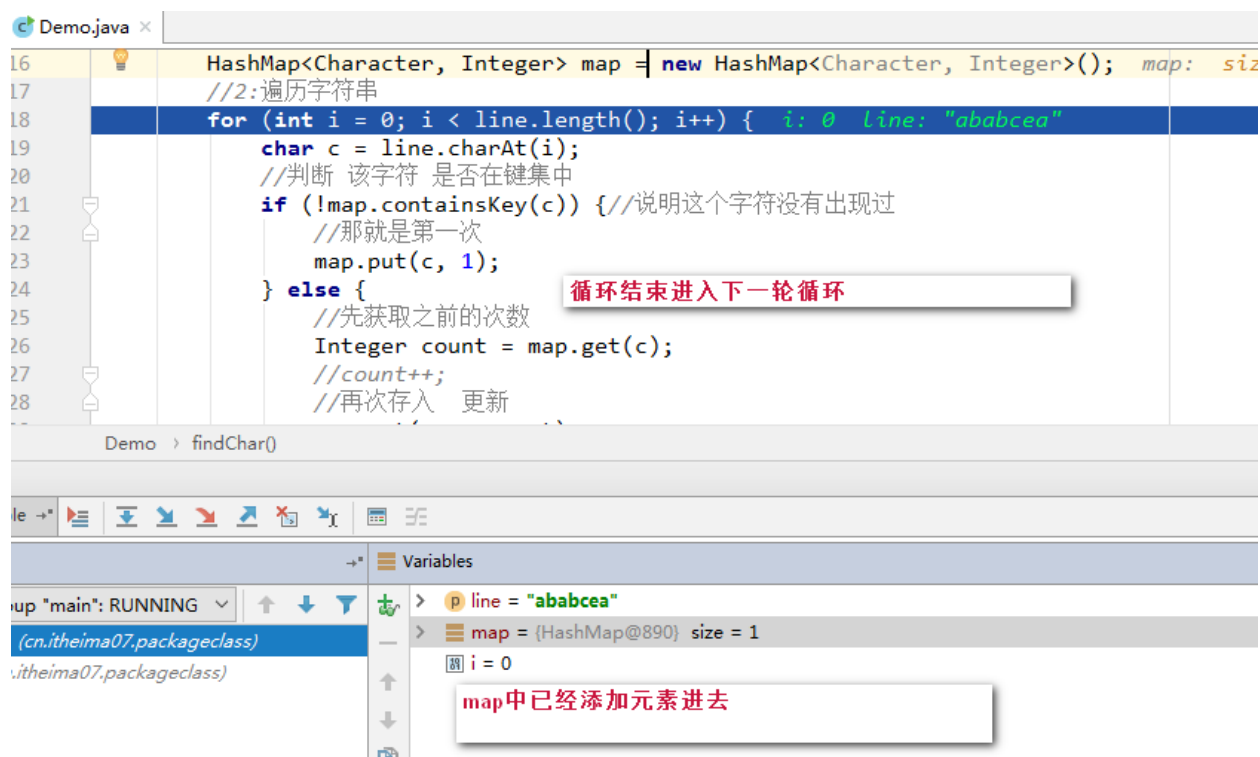 Demo.java
16 HashMap<Character, Integer> map = new HashMap<Character, Integer>(); map: siz
17 //2:遍历字符串
18 for (int i = 0; i < line.length(); i++) { i: 0 line: "ababcea"
19 char c = line.charAt(i);
20 //判断 该字符 是否在键集中
21 if (!map.containsKey(c)) {//说明这个字符没有出现过
22 //那就是第一次
23 map.put(c, 1);
24 } else {
循环结束进入下一轮循环
25 //先获取之前的次数
26 Integer count = map.get(c);
27 //count++;
28 //再次存入 更新
Demo › findChar()
le
Variables
oup "main": RUNNING
line = "ababcea"
(cn.itheima07.packageclass)
map = {HashMap@890} size = 1
.itheima07.packageclass)
i = 0
map中已经添加元素进去